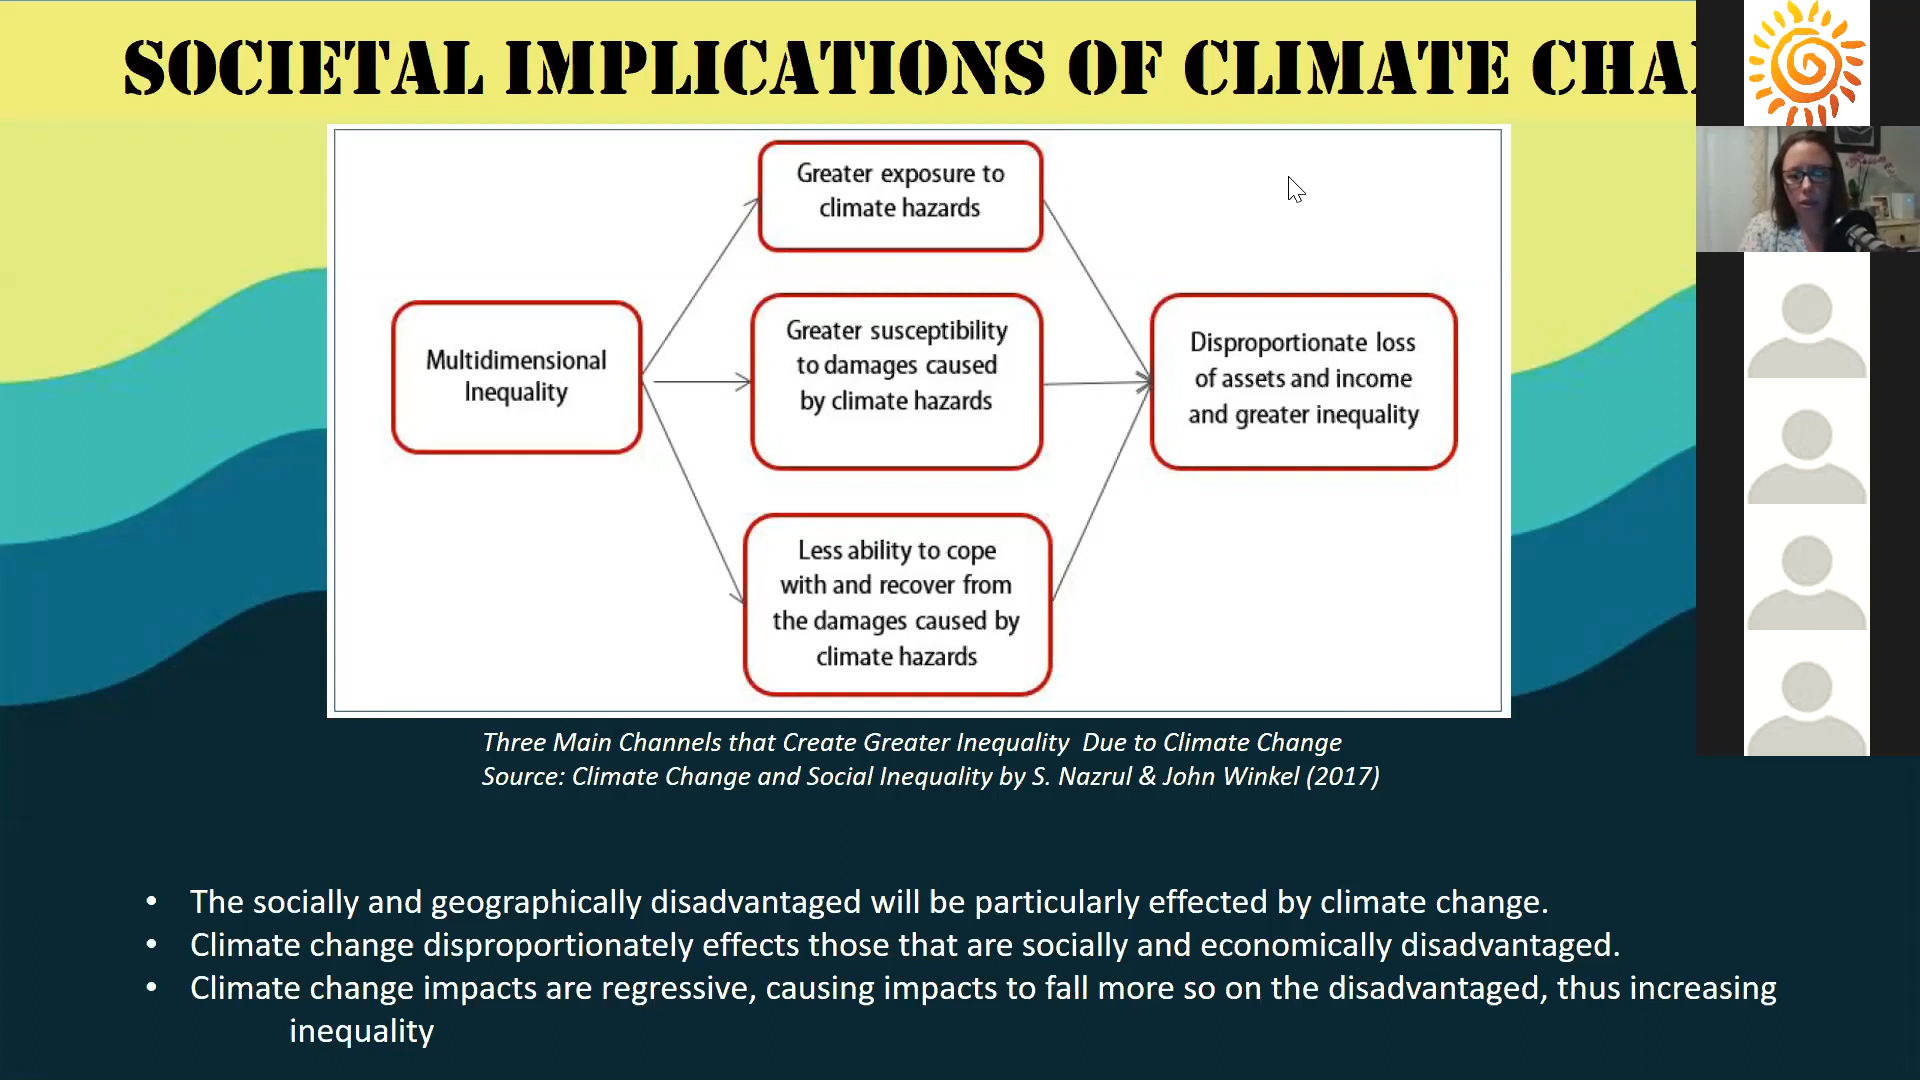 SOCIETAL IMPLICATIONS OF CLIMATE
Greater exposure to
climate hazards
Multidimensional
Inequality
Greater susceptibility
to damages caused
by climate hazards
Disproportionate loss
of assets and income
and greater inequality
Less ability to cope
with and recover from
the damages caused by
climate hazards
Three Main Channels that Create Greater Inequality  Due to Climate Change
Source: Climate Change and Social Inequality by S. Nazrul & John Winkel (2017)
• The socially and geographically disadvantaged will be particularly effected by climate change.
• Climate change disproportionately effects those that are socially and economically disadvantaged.
• Climate change impacts are regressive, causing impacts to fall more so on the disadvantaged, thus increasing
inequality